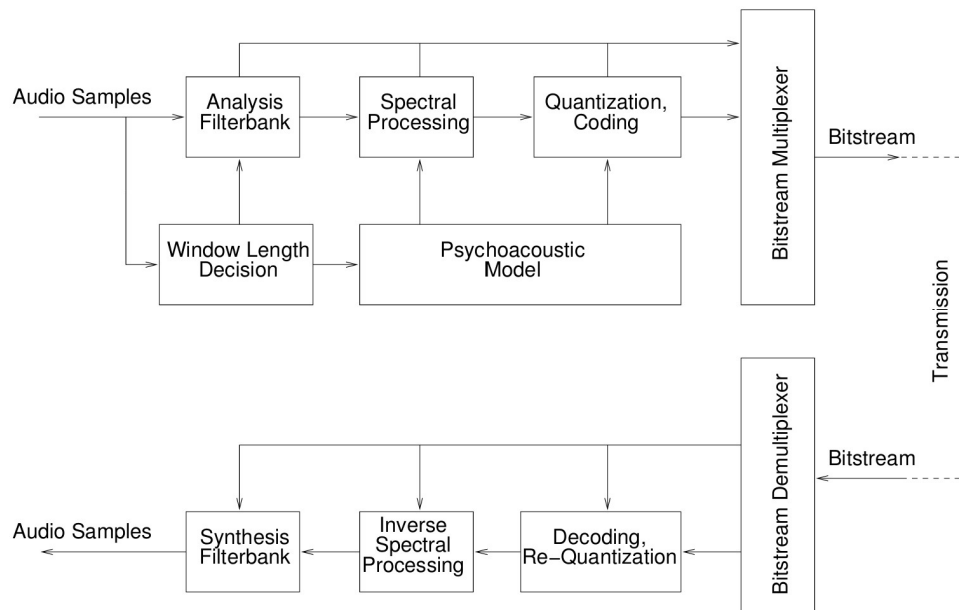 Audio Samples
Analysis
Filterbank
Spectral
Processing
Quantization,
Coding
Bitstream Multiplexer
Bitstream
Window Length
Decision
Psychoacoustic
Model
Transmission
Bitstream Demultiplexer
Bitstream
Audio Samples
Synthesis
Filterbank
Inverse
Spectral
Processing
Decoding,
Re−Quantization